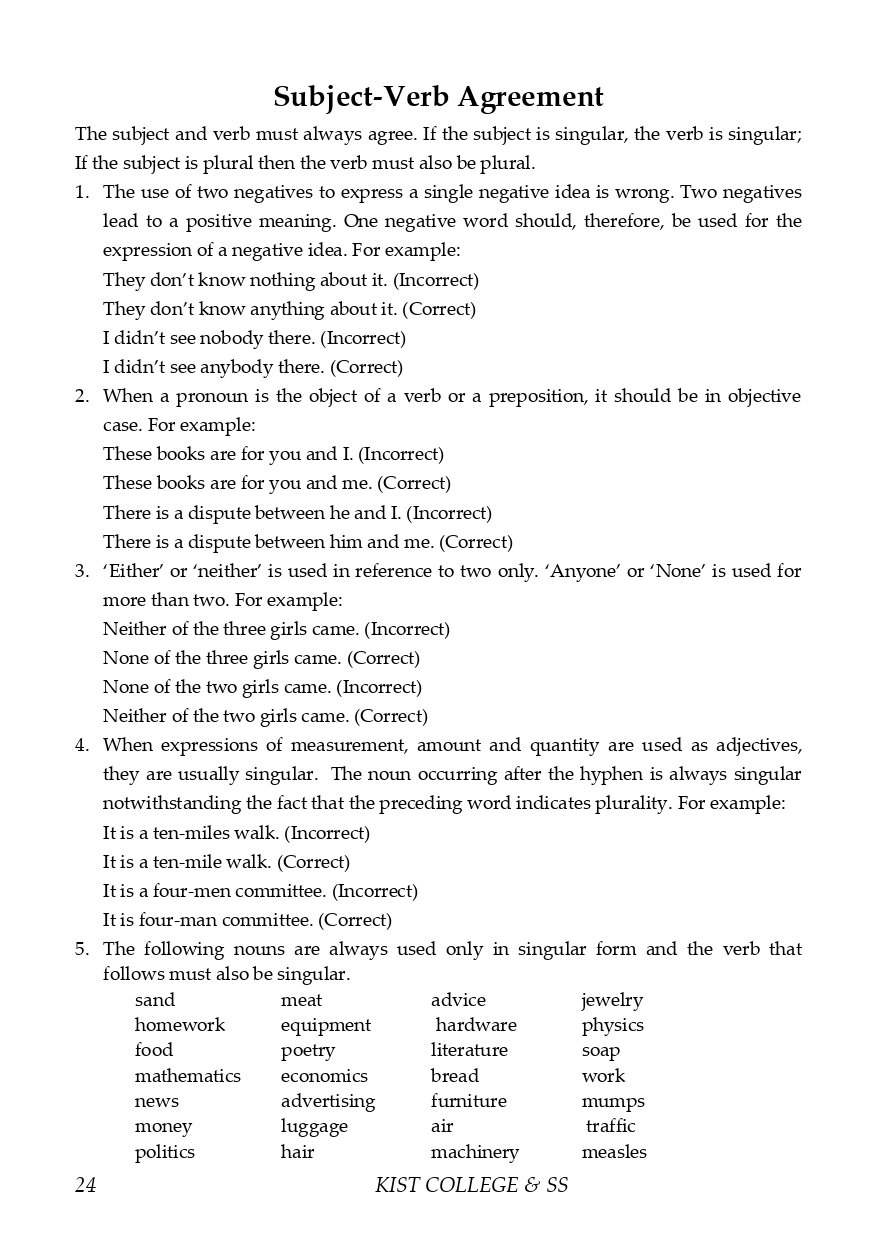 Subject-Verb Agreement
The subject and verb must always agree. If the subject is singular, the verb is singular;
If the subject is plural then the verb must also be plural.
1. The use of two negatives to express a single negative idea is wrong. Two negatives
lead to a positive meaning. One negative word should, therefore, be used for the
expression of a negative idea. For example:
They don’t know nothing about it. (Incorrect)
They don’t know anything about it. (Correct)
I didn’t see nobody there. (Incorrect)
I didn’t see anybody there. (Correct)
2. When a pronoun is the object of a verb or a preposition, it should be in objective
case. For example:
These books are for you and I. (Incorrect)
These books are for you and me. (Correct)
There is a dispute between he and I. (Incorrect)
There is a dispute between him and me. (Correct)
3. ‘Either’ or ‘neither’ is used in reference to two only. ‘Anyone’ or ‘None’ is used for
more than two. For example:
Neither of the three girls came. (Incorrect)
None of the three girls came. (Correct)
None of the two girls came. (Incorrect)
Neither of the two girls came. (Correct)
4. When expressions of measurement, amount and quantity are used as adjectives,
they are usually singular. The noun occurring after the hyphen is always singular
notwithstanding the fact that the preceding word indicates plurality. For example:
It is a ten-miles walk. (Incorrect)
It is a ten-mile walk. (Correct)
It is a four-men committee. (Incorrect)
It is four-man committee. (Correct)
5. The following nouns are always used only in singular form and the verb that
follows must also be singular.
sand meat advice jewelry
homework equipment hardware physics
food poetry literature soap
mathematics economics bread work
news advertising furniture mumps
money luggage air traffic
politics hair machinery measles
24 KIST COLLEGE & SS